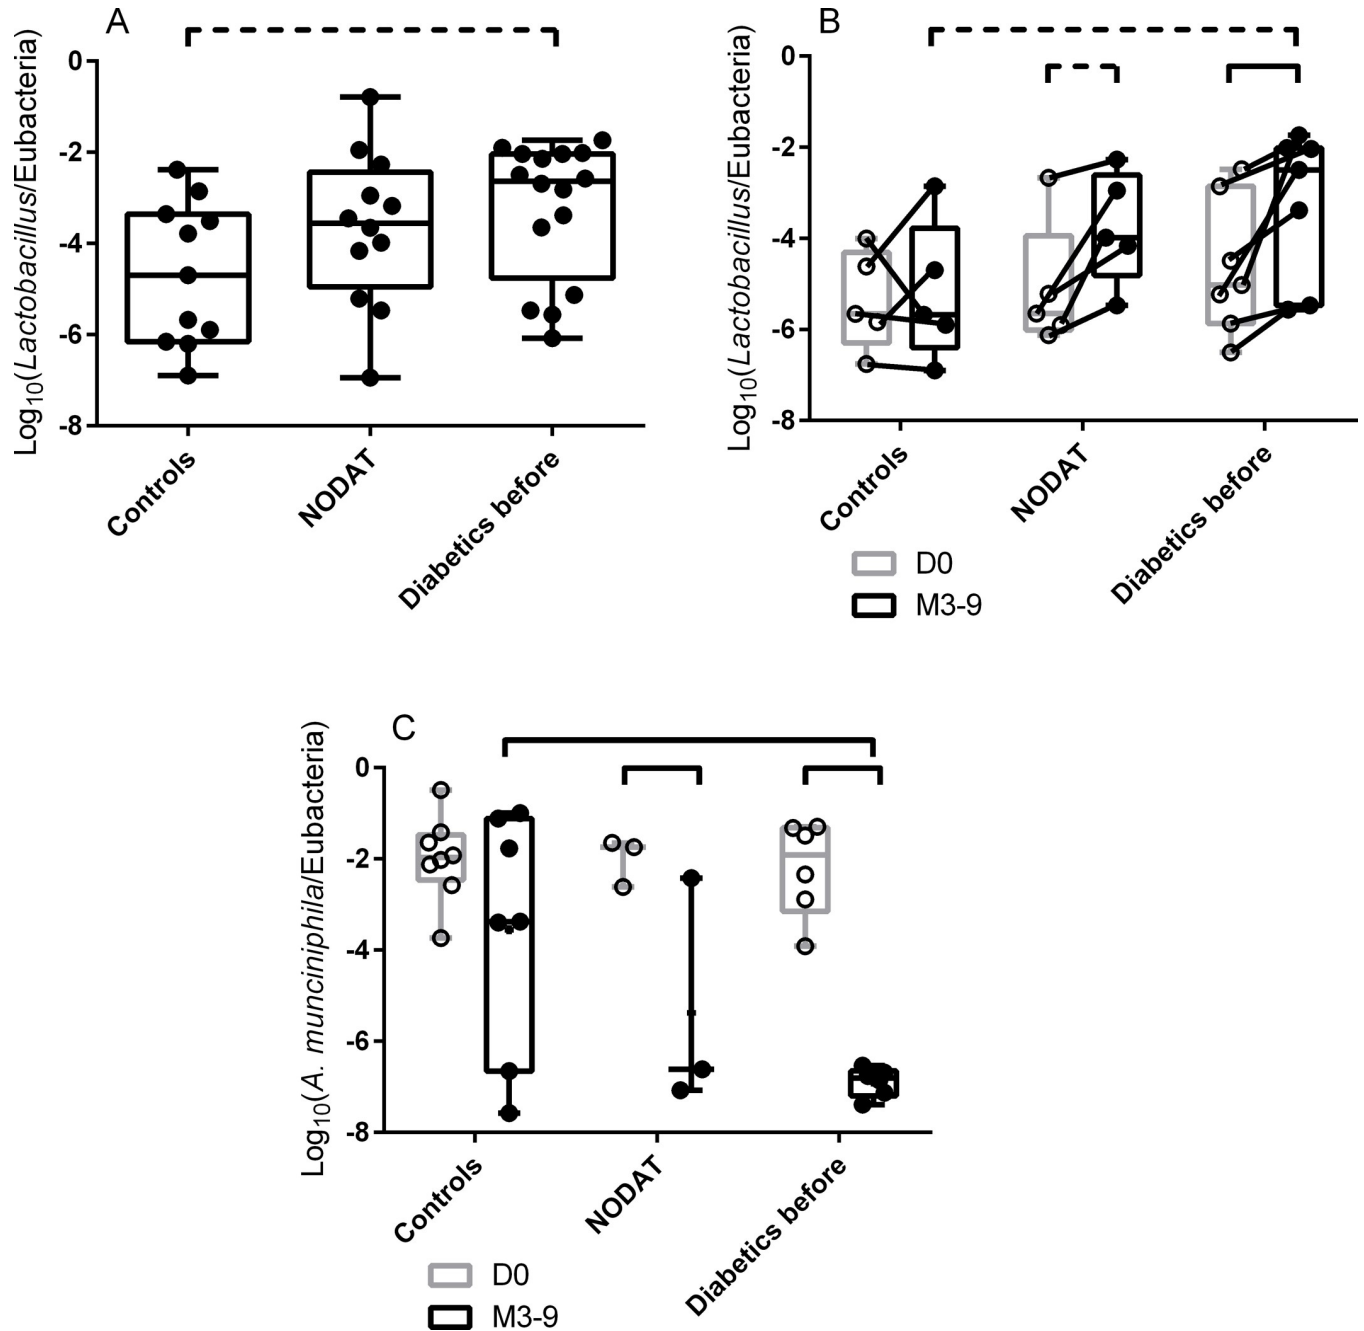 A
Log10(Lactobacillus/Eubacteria)
0
-2
-4
-6
-8
Controls
NODAT
Diabetics before
B
Log10(Lactobacillus/Eubacteria)
0
-2
-4
-6
-8
Controls
NODAT
Diabetics before
D0
M3-9
C
Log10(A. munciniphila/Eubacteria)
0
-2
-4
-6
-8
Controls
NODAT
Diabetics before
D0
M3-9